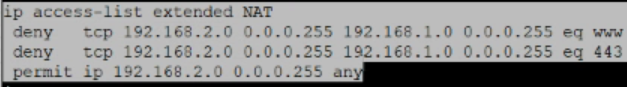 ip access-list extended NAT
deny   tcp 192.168.2.0 0.0.0.255 192.168.1.0 0.0.0.255 eq www
deny   tcp 192.168.2.0 0.0.0.255 192.168.1.0 0.0.0.255 eq 443
permit ip 192.168.2.0 0.0.0.255 any